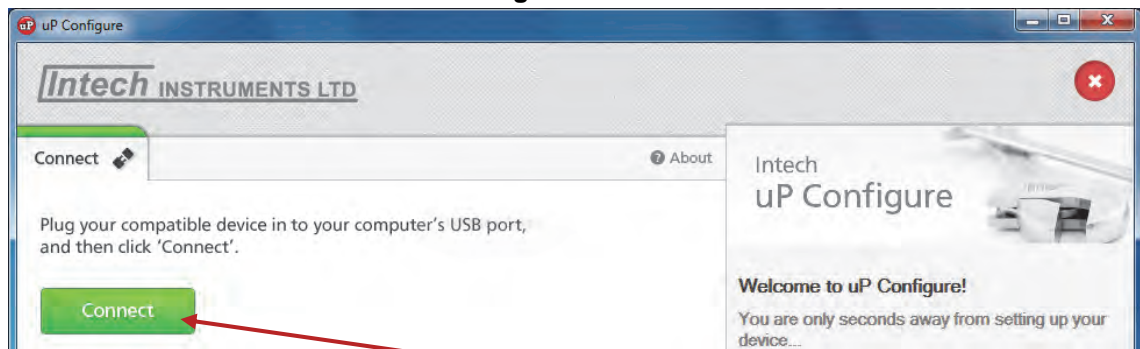 uP uP Configure
Intech INSTRUMENTS LTD
Connect
About
Plug your compatible device in to your computer's USB port,
and then click 'Connect'.
Connect
Intech
uP Configure
Welcome to uP Configure!
You are only seconds away from setting up your
device...